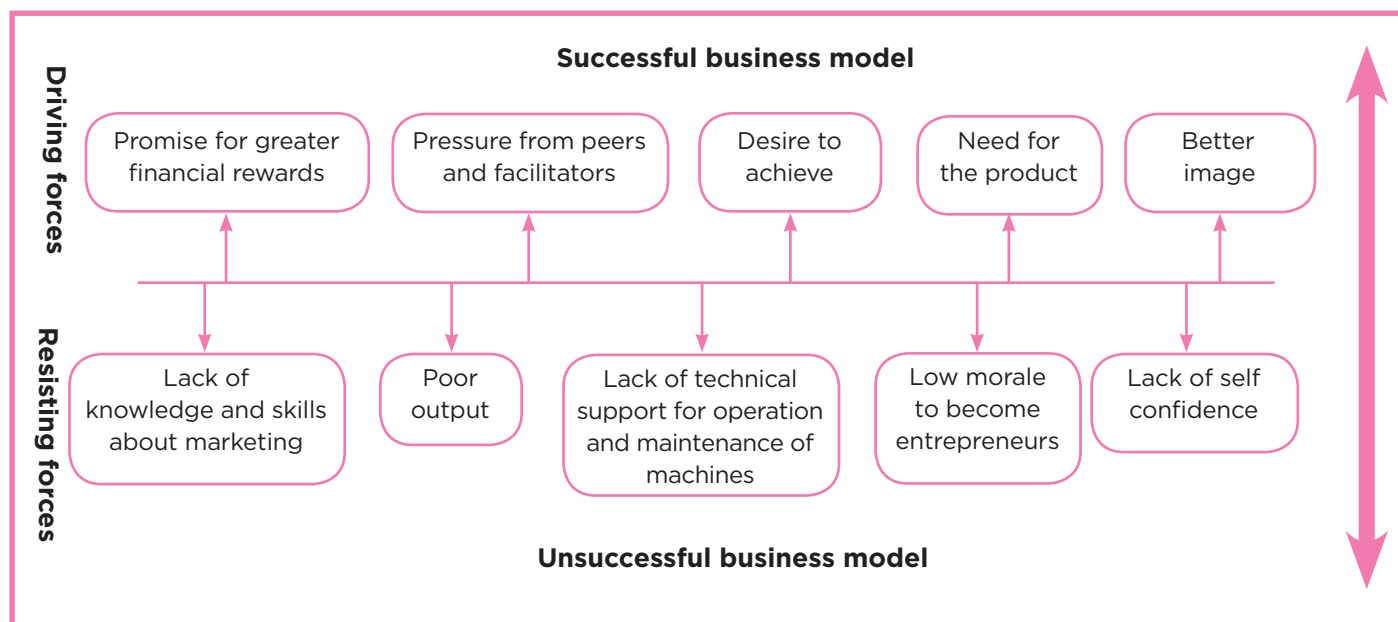 Successful business model
Driving forces
Promise for greater
financial rewards
Pressure from peers
and facilitators
Desire to
achieve
Need for
the product
Better
image
Resisting forces
Lack of
knowledge and skills
about marketing
Poor
output
Lack of technical
support for operation
and maintenance of
machines
Low morale
to become
entrepreneurs
Lack of self
confidence
Unsuccessful business model